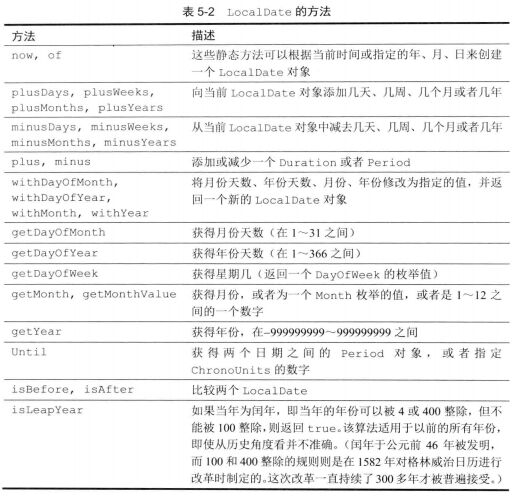 表 5-2 LocalDate 的方法
方法 描述
now, of 这些静态方法可以根据当前时间或指定的年、月、日来创建
一个 LocalDate 对象
plusDays, plusWeeks, 向当前 LocalDate 对象添加几天、几周、几个月或者几年
plusMonths, plusYears
minusDays, minusWeeks, 从当前 LocalDate 对象中减去几天、几周、几个月或者几年
minusMonths, minusYears
plus, minus 添加或减少一个 Duration 或者 Period
withDayOfMonth, 将月份天数、年份天数、月份、年份修改为指定的值，并返
withDayOfYear, 回一个新的 LocalDate 对象
withMonth, withYear
getDayOfMonth 获得月份天数（在 1～31 之间）
getDayOfYear 获得年份天数（在 1～366 之间）
getDayOfWeek 获得星期几（返回一个 DayOfWeek 的枚举值）
getMonth, getMonthValue 获得月份，或者为一个 Month 枚举的值，或者是 1～12 之
间的一个数字
getYear 获得年份，在–999999999～999999999 之间
Until 获得两个日期之间的 Period 对象，或者指定
ChronoUnits 的数字
isBefore, isAfter 比较两个 LocalDate
isLeapYear 如果当年为闰年，即当年的年份可以被 4 或 400 整除，但不
能被 100 整除，则返回 true。该算法适用于以前的所有年份，
即使从历史角度看并不准确。（闰年于公元前 46 年被发明，
而 100 和 400 整除的规则则是在 1582 年对格林威治日历进行
改革时制定的。这次改革一直持续了 300 多年才被普遍接受。）